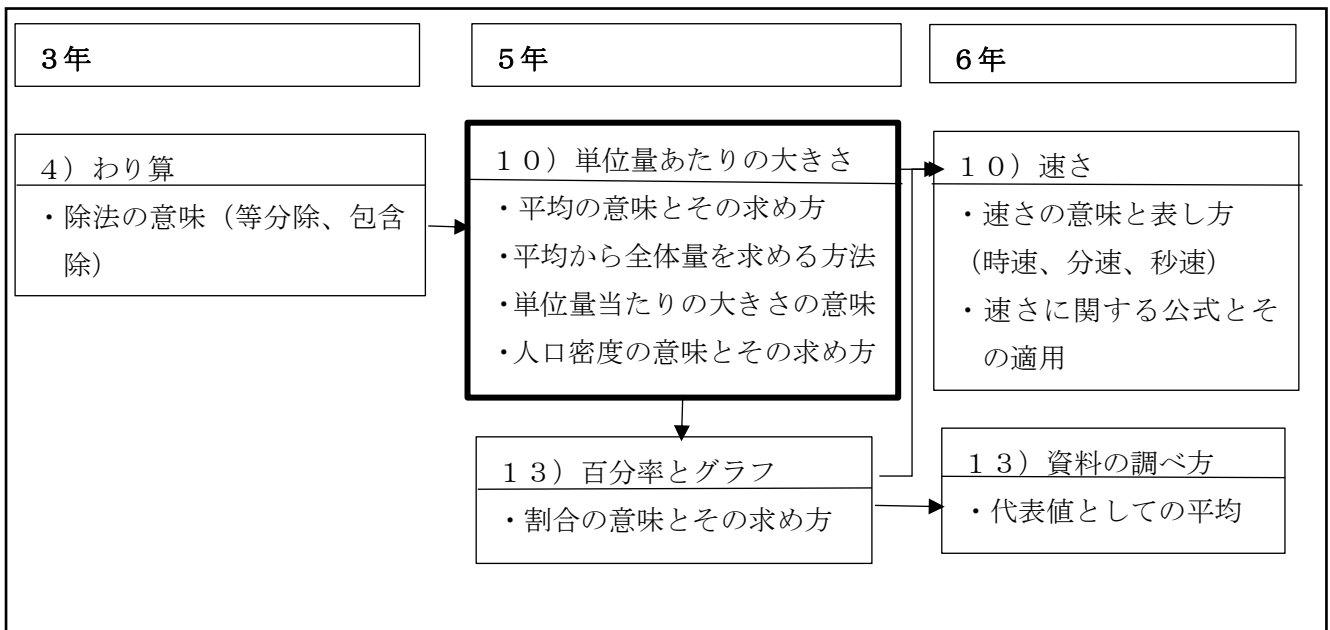 ３年
５年
６年
４）わり算
・除法の意味（等分除、包含
除）
１０）単位量あたりの大きさ
・平均の意味とその求め方
・平均から全体量を求める方法
・単位量当たりの大きさの意味
・人口密度の意味とその求め方
１０）速さ
・速さの意味と表し方
（時速、分速、秒速）
・速さに関する公式とそ
の適用
１３）百分率とグラフ
・割合の意味とその求め方
１３）資料の調べ方
・代表値としての平均